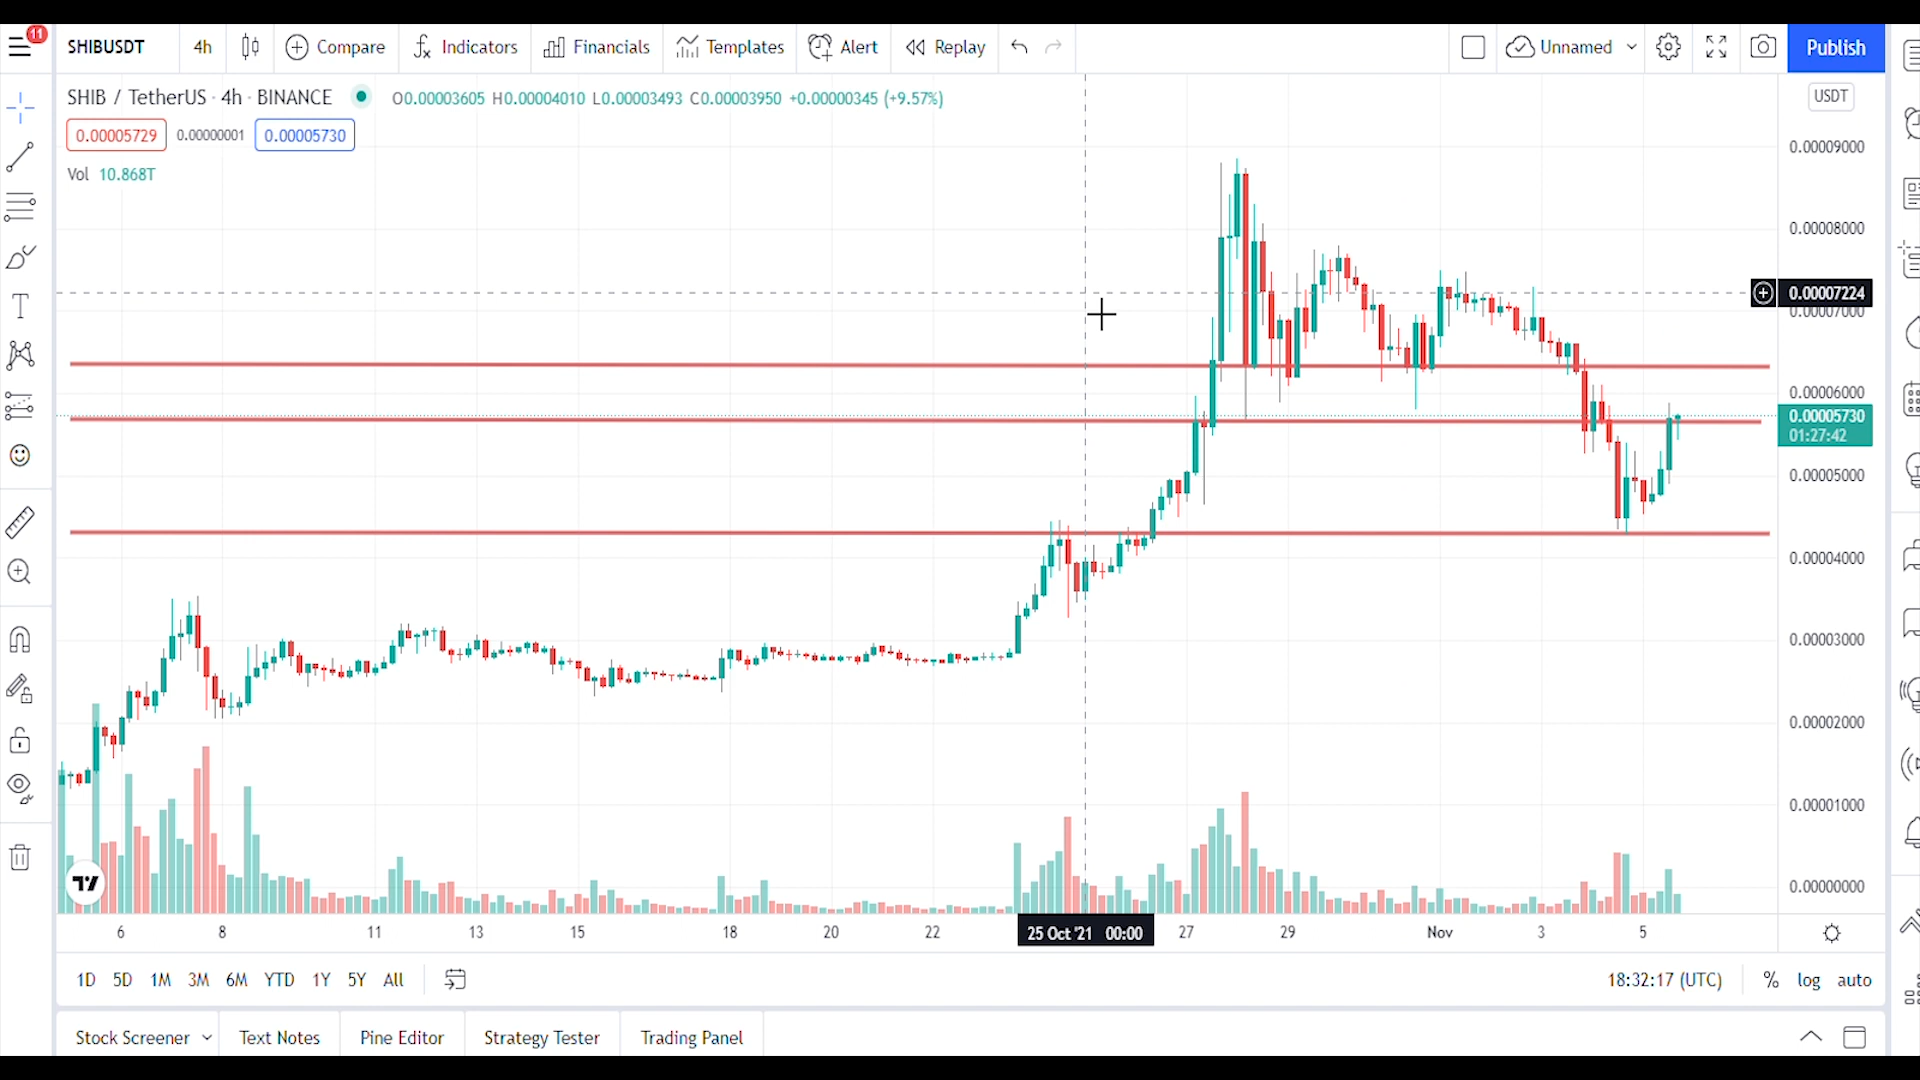 11
SHIBUSDT 4h Compare Indicators Financials Templates Alert Replay Unnamed Publish
SHIB / TetherUS · 4h · BINANCE O0.00003605 H0.00004010 L0.00003493 C0.00003950 +0.00000345 (+9.57%) USDT
0.00005729 0.00000001 0.00005730
Vol 10.868T
0.00009000
0.00008000
0.00007224
0.00007000
0.00006000
0.00005730
01:27:42
0.00005000
0.00004000
0.00003000
0.00002000
0.00001000
0.00000000
6 8 11 13 15 18 20 22 25 Oct '21 00:00 27 29 Nov 3 5
1D 5D 1M 3M 6M YTD 1Y 5Y All 18:32:17 (UTC) % log auto
Stock Screener Text Notes Pine Editor Strategy Tester Trading Panel